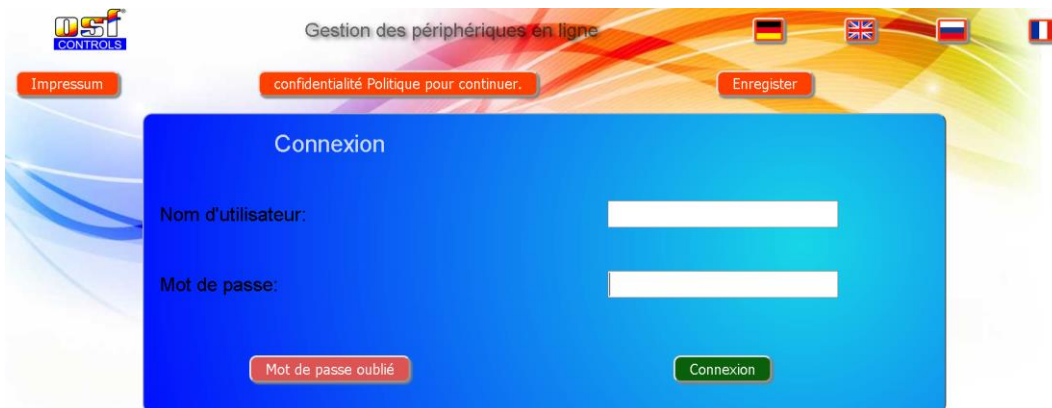 osf
CONTROLS
Gestion des périphériques en ligne
Impressum
confidentialité Politique pour continuer.
Enregister
Connexion
Nom d'utilisateur:
Mot de passe:
Mot de passe oublié
Connexion